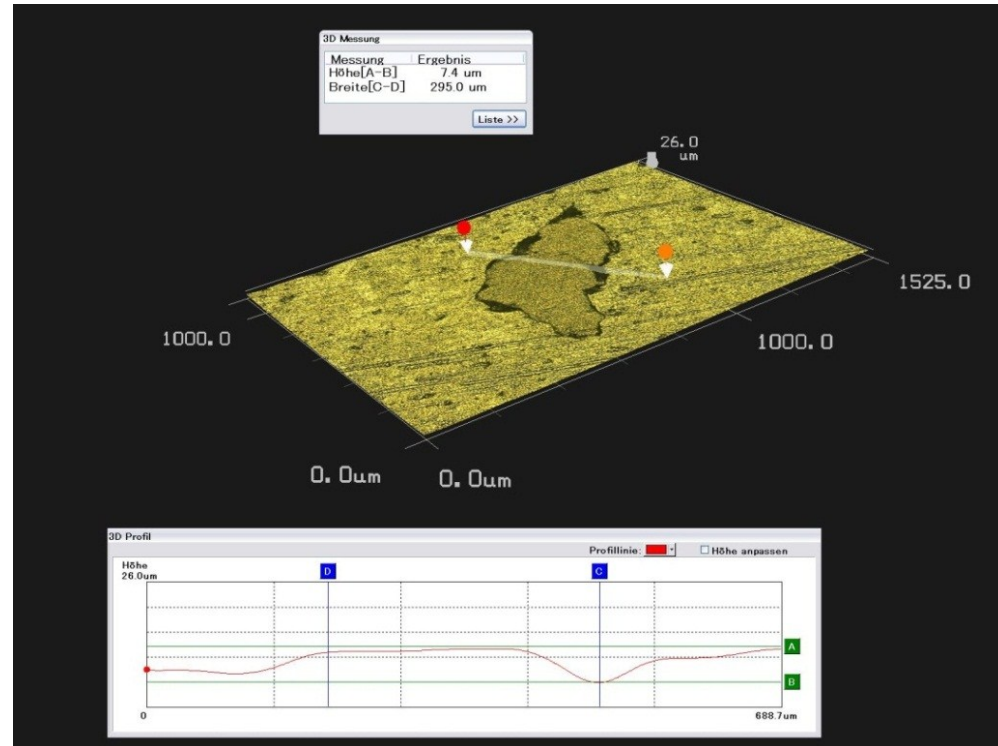 3D Messung
Messung Ergebnis
Höhe[A-B] 7.4 um
Breite[C-D] 295.0 um
Liste >>
26.0
um
1525.0
1000.0
1000.0
0.0um
0.0um
3D Profil
Profillinie:
Höhe anpassen
Höhe
26.0um
D
C
A
B
0
688.7um